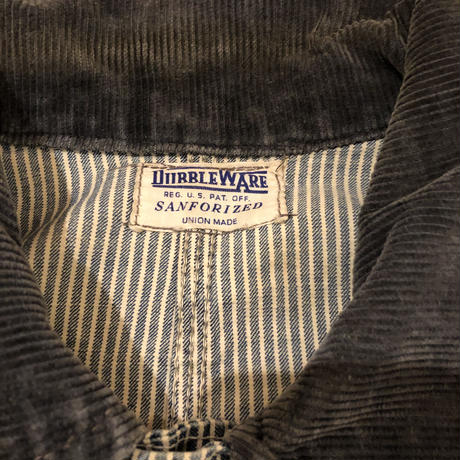 DUBBLEWARE
REG. U.S. PAT. OFF.
SANFORIZED
UNION MADE